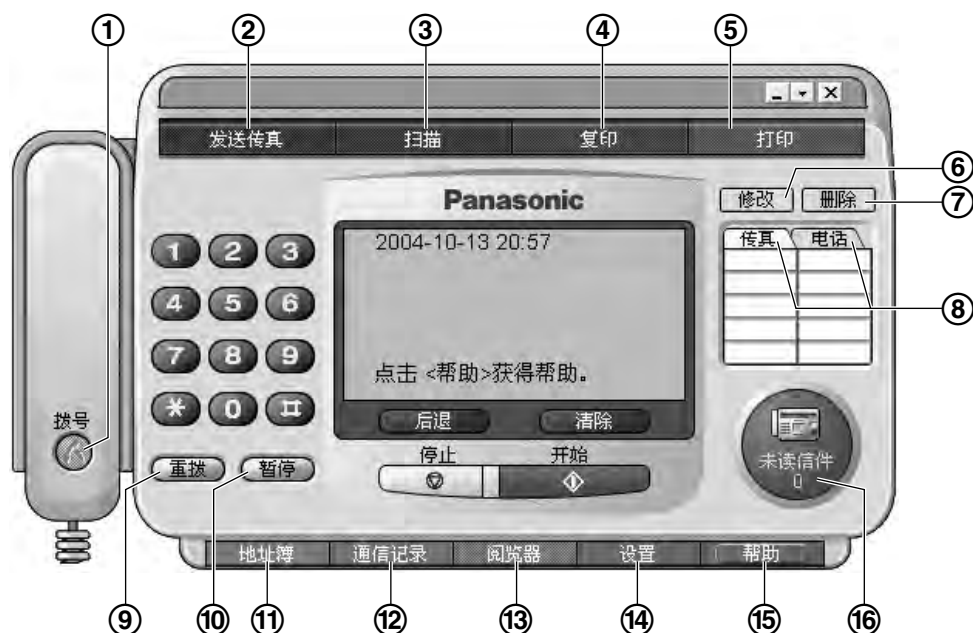 ① ② ③ ④ ⑤
发送传真 扫描 复印 打印
⑥
修改 删除
⑦
Panasonic
传真 电话
2004-10-13 20:57
1 2 3
4 5 6
⑧
7 8 9
点击 <帮助>获得帮助。
* 0 #
后退 清除
拨号
停止 开始
重拨 暂停
未读信件
0
地址簿 通信记录 阅览器 设置 帮助
⑨ ⑩ ⑪ ⑫ ⑬ ⑭ ⑮ ⑯